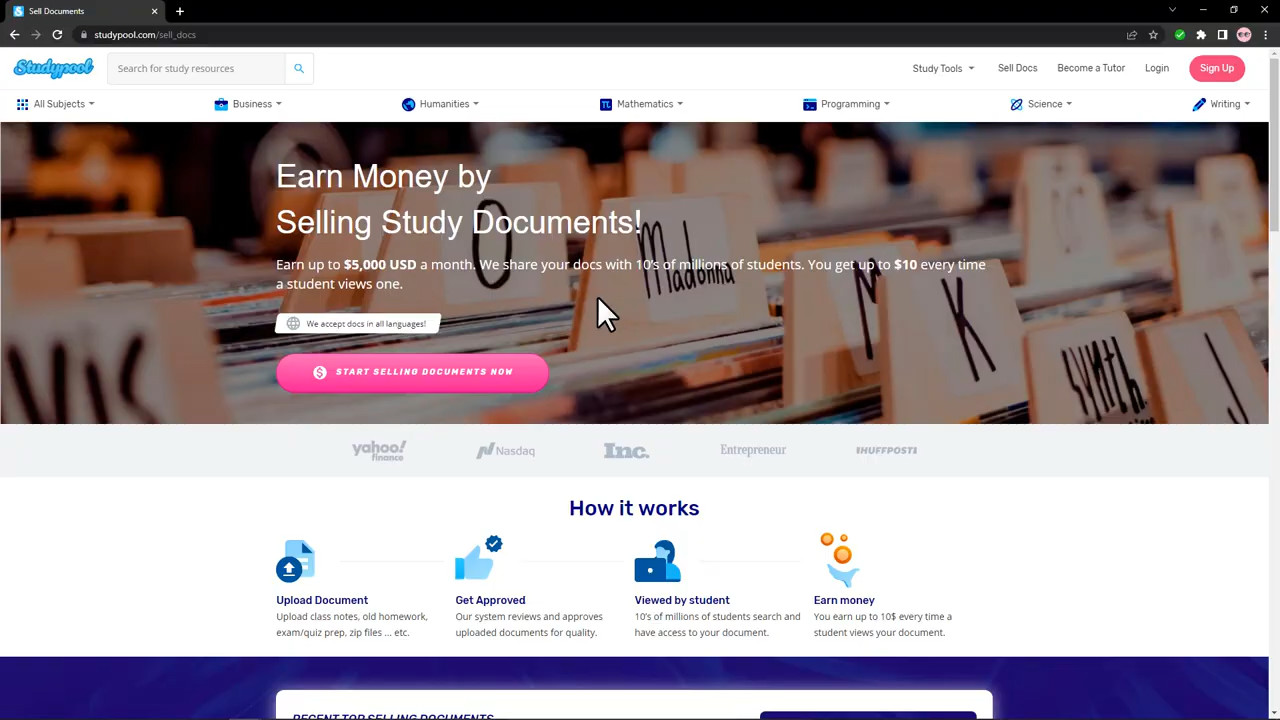 Sell Documents
studypool.com/sell_docs
Studypool
Search for study resources
Study Tools
Sell Docs
Become a Tutor
Login
Sign Up
All Subjects
Business
Humanities
Mathematics
Programming
Science
Writing
Earn Money by
Selling Study Documents!
Earn up to $5,000 USD a month. We share your docs with 10's of millions of students. You get up to $10 every time
a student views one.
We accept docs in all languages!
START SELLING DOCUMENTS NOW
O
Madonna
N
K
J
yahoo!
finance
Nasdaq
Inc.
Entrepreneur
IHUFFPOSTI
How it works
Upload Document
Upload class notes, old homework,
exam/quiz prep, zip files ... etc.
Get Approved
Our system reviews and approves
uploaded documents for quality.
Viewed by student
10's of millions of students search and
have access to your document.
Earn money
You earn up to 10$ every time a
student views your document.
RECENT TOP SELLING DOCUMENTS